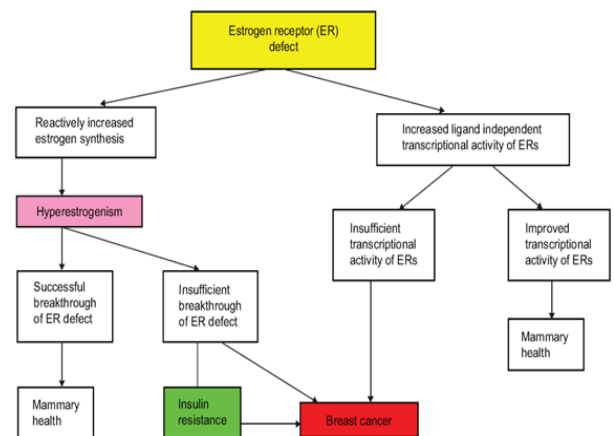 Estrogen receptor (ER)
defect
Reactively increased
estrogen synthesis
Increased ligand independent
transcriptional activity of ERs
Hyperestrogenism
Insufficient
transcriptional
activity of ERs
Improved
transcriptional
activity of ERs
Successful
breakthrough
of ER defect
Insufficient
breakthrough
of ER defect
Mammary
health
Mammary
health
Insulin
resistance
Breast cancer